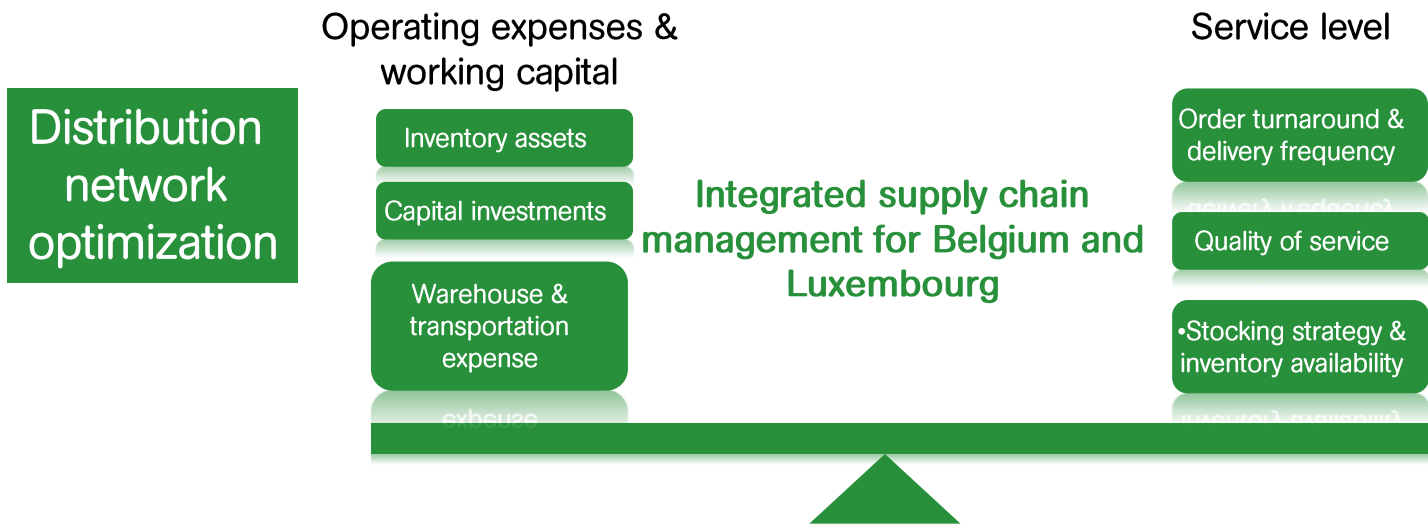 Distribution
network
optimization
Operating expenses &
working capital
Inventory assets
Capital investments
Warehouse &
transportation
expense
Integrated supply chain
management for Belgium and
Luxembourg
Service level
Order turnaround &
delivery frequency
Quality of service
•Stocking strategy &
inventory availability